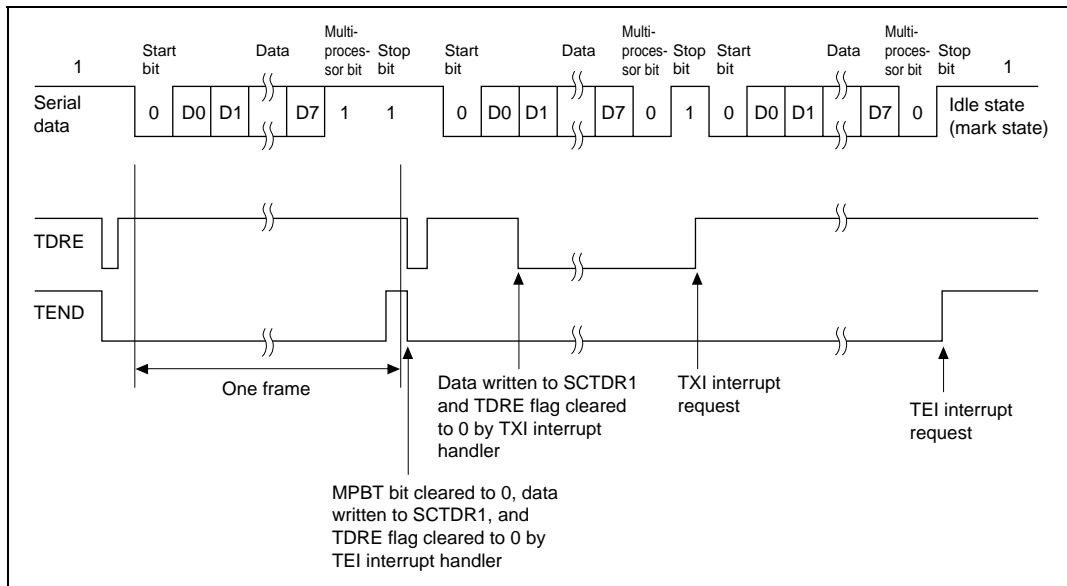 1
Start
bit
Data
Multi-
proces-
sor bit
Stop
bit
Start
bit
Data
Multi-
proces-
sor bit
Stop
bit
Start
bit
Data
Multi-
proces-
sor bit
Stop
bit
1
Serial
data
0 D0 D1 D7 1 1 0 D0 D1 D7 0 1 0 D0 D1 D7 0
Idle state
(mark state)
TDRE
TEND
One frame
Data written to SCTDR1
and TDRE flag cleared
to 0 by TXI interrupt
handler
TXI interrupt
request
TEI interrupt
request
MPBT bit cleared to 0, data
written to SCTDR1, and
TDRE flag cleared to 0 by
TEI interrupt handler